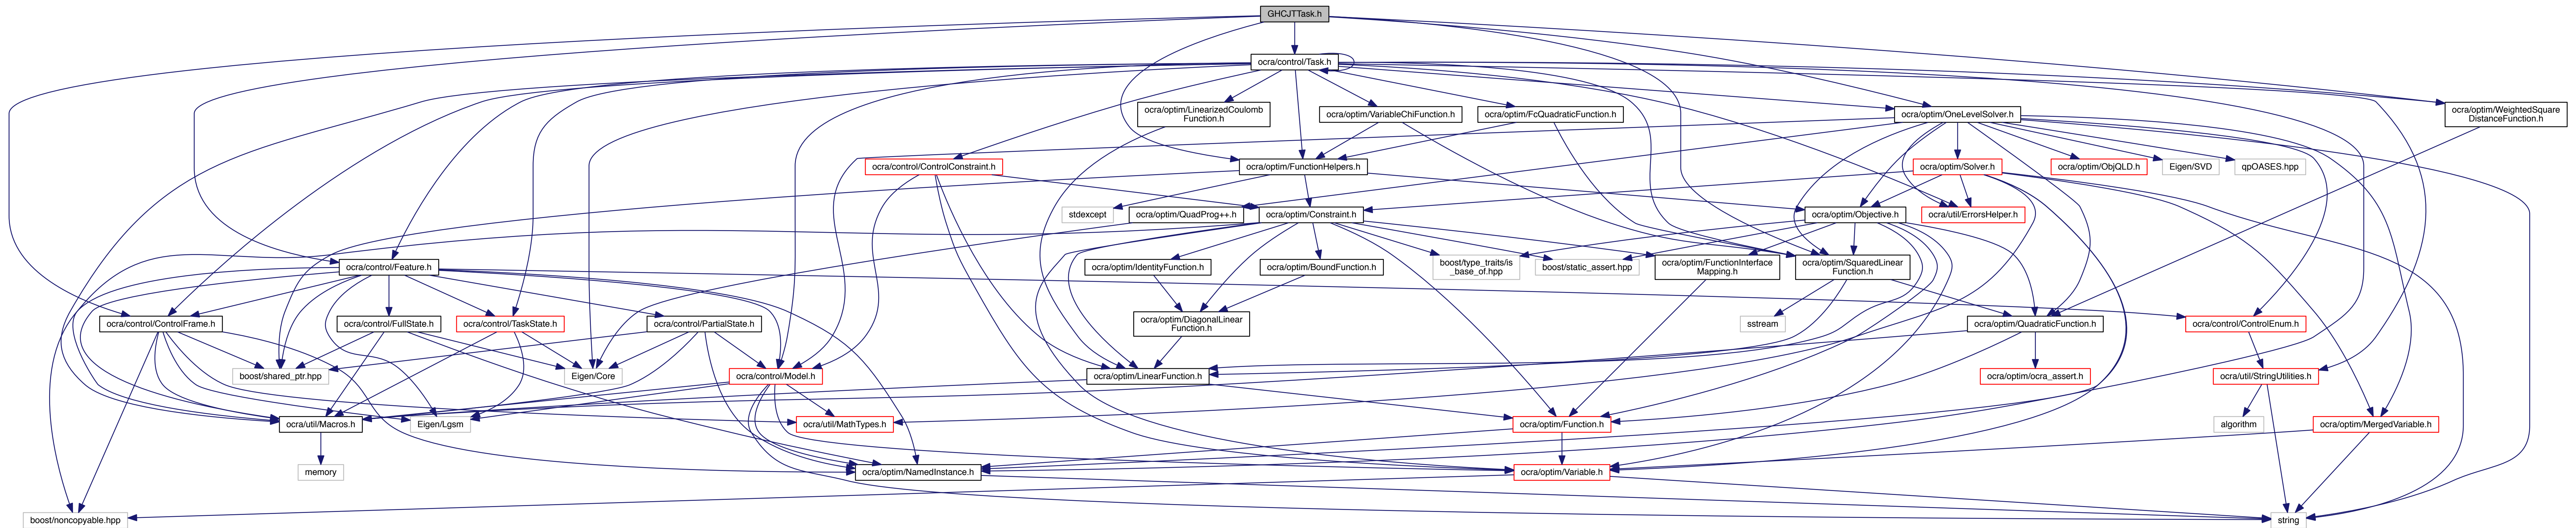 GHCJTTask.h
ocra/control/Task.h
ocra/optim/LinearizedCoulomb
Function.h
ocra/optim/VariableChiFunction.h
ocra/optim/FcQuadraticFunction.h
ocra/optim/OneLevelSolver.h
ocra/optim/WeightedSquare
DistanceFunction.h
ocra/control/ControlConstraint.h
ocra/optim/FunctionHelpers.h
ocra/optim/Solver.h
ocra/optim/ObjQLD.h
Eigen/SVD
qpOASES.hpp
stdexcept
ocra/optim/QuadProg++.h
ocra/optim/Constraint.h
ocra/optim/Objective.h
ocra/util/ErrorsHelper.h
ocra/control/Feature.h
ocra/optim/IdentityFunction.h
ocra/optim/BoundFunction.h
boost/type_traits/is
_base_of.hpp
boost/static_assert.hpp
ocra/optim/FunctionInterface
Mapping.h
ocra/optim/SquaredLinear
Function.h
ocra/control/ControlFrame.h
ocra/control/FullState.h
ocra/control/TaskState.h
ocra/control/PartialState.h
ocra/optim/DiagonalLinear
Function.h
sstream
ocra/optim/QuadraticFunction.h
ocra/control/ControlEnum.h
boost/shared_ptr.hpp
Eigen/Core
ocra/control/Model.h
ocra/optim/LinearFunction.h
ocra/optim/ocra_assert.h
ocra/util/StringUtilities.h
ocra/util/Macros.h
Eigen/Lgsm
ocra/util/MathTypes.h
ocra/optim/Function.h
algorithm
ocra/optim/MergedVariable.h
memory
ocra/optim/NamedInstance.h
ocra/optim/Variable.h
boost/noncopyable.hpp
string